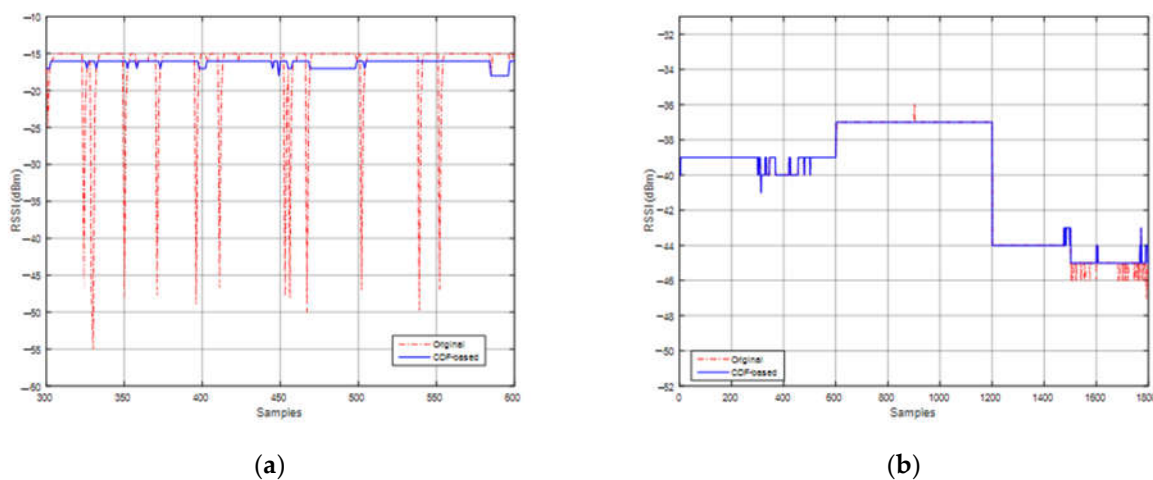 −10
−15
−20
−25
−30
−35
−40
−45
−50
−55
−60
300 350 400 450 500 550 600
RSSI (dBm)
Samples
Original
CDF-based
(a)
−32
−34
−36
−38
−40
−42
−44
−46
−48
−50
−52
0 200 400 600 800 1000 1200 1400 1600 1800
RSSI (dBm)
Samples
Original
CDF-based
(b)